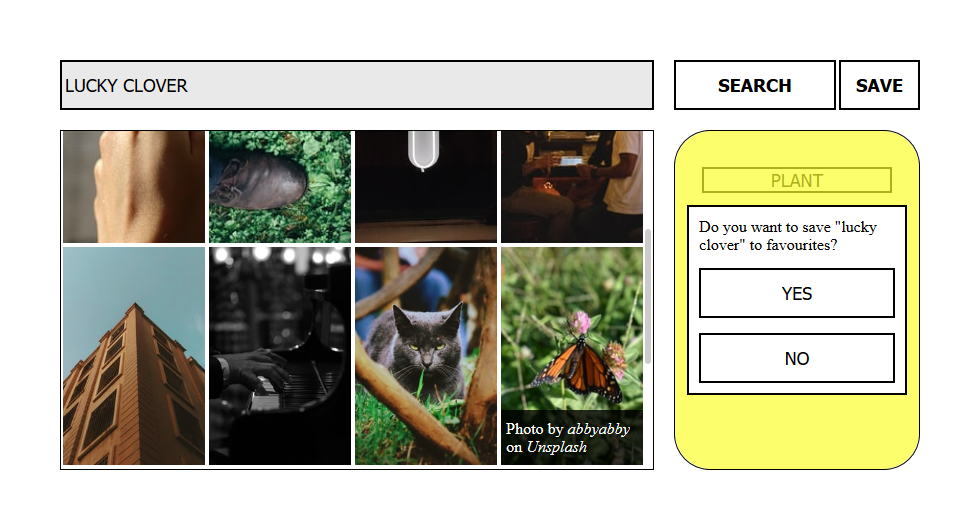 LUCKY CLOVER
SEARCH
SAVE
PLANT
Do you want to save "lucky
clover" to favourites?
YES
NO
Photo by abbyabby
on Unsplash